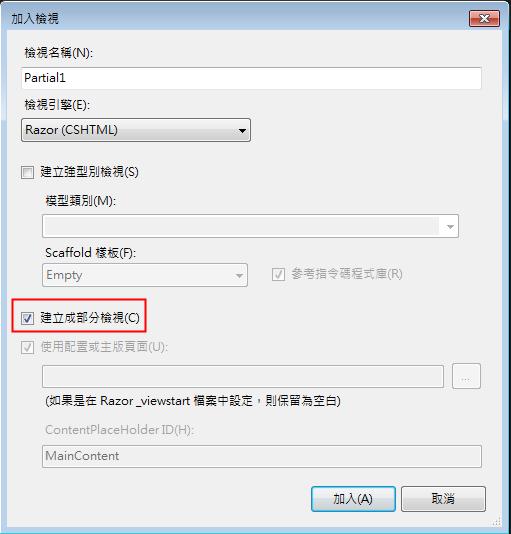 加入檢視
檢視名稱(N):
Partial1
檢視引擎(E):
Razor (CSHTML)
建立強型別檢視(S)
模型類別(M):
Scaffold 樣板(F):
Empty
參考指令碼程式庫(R)
建立成部分檢視(C)
使用配置或主版頁面(U):
...
(如果是在 Razor _viewstart 檔案中設定，則保留為空白)
ContentPlaceHolder ID(H):
MainContent
加入(A)
取消